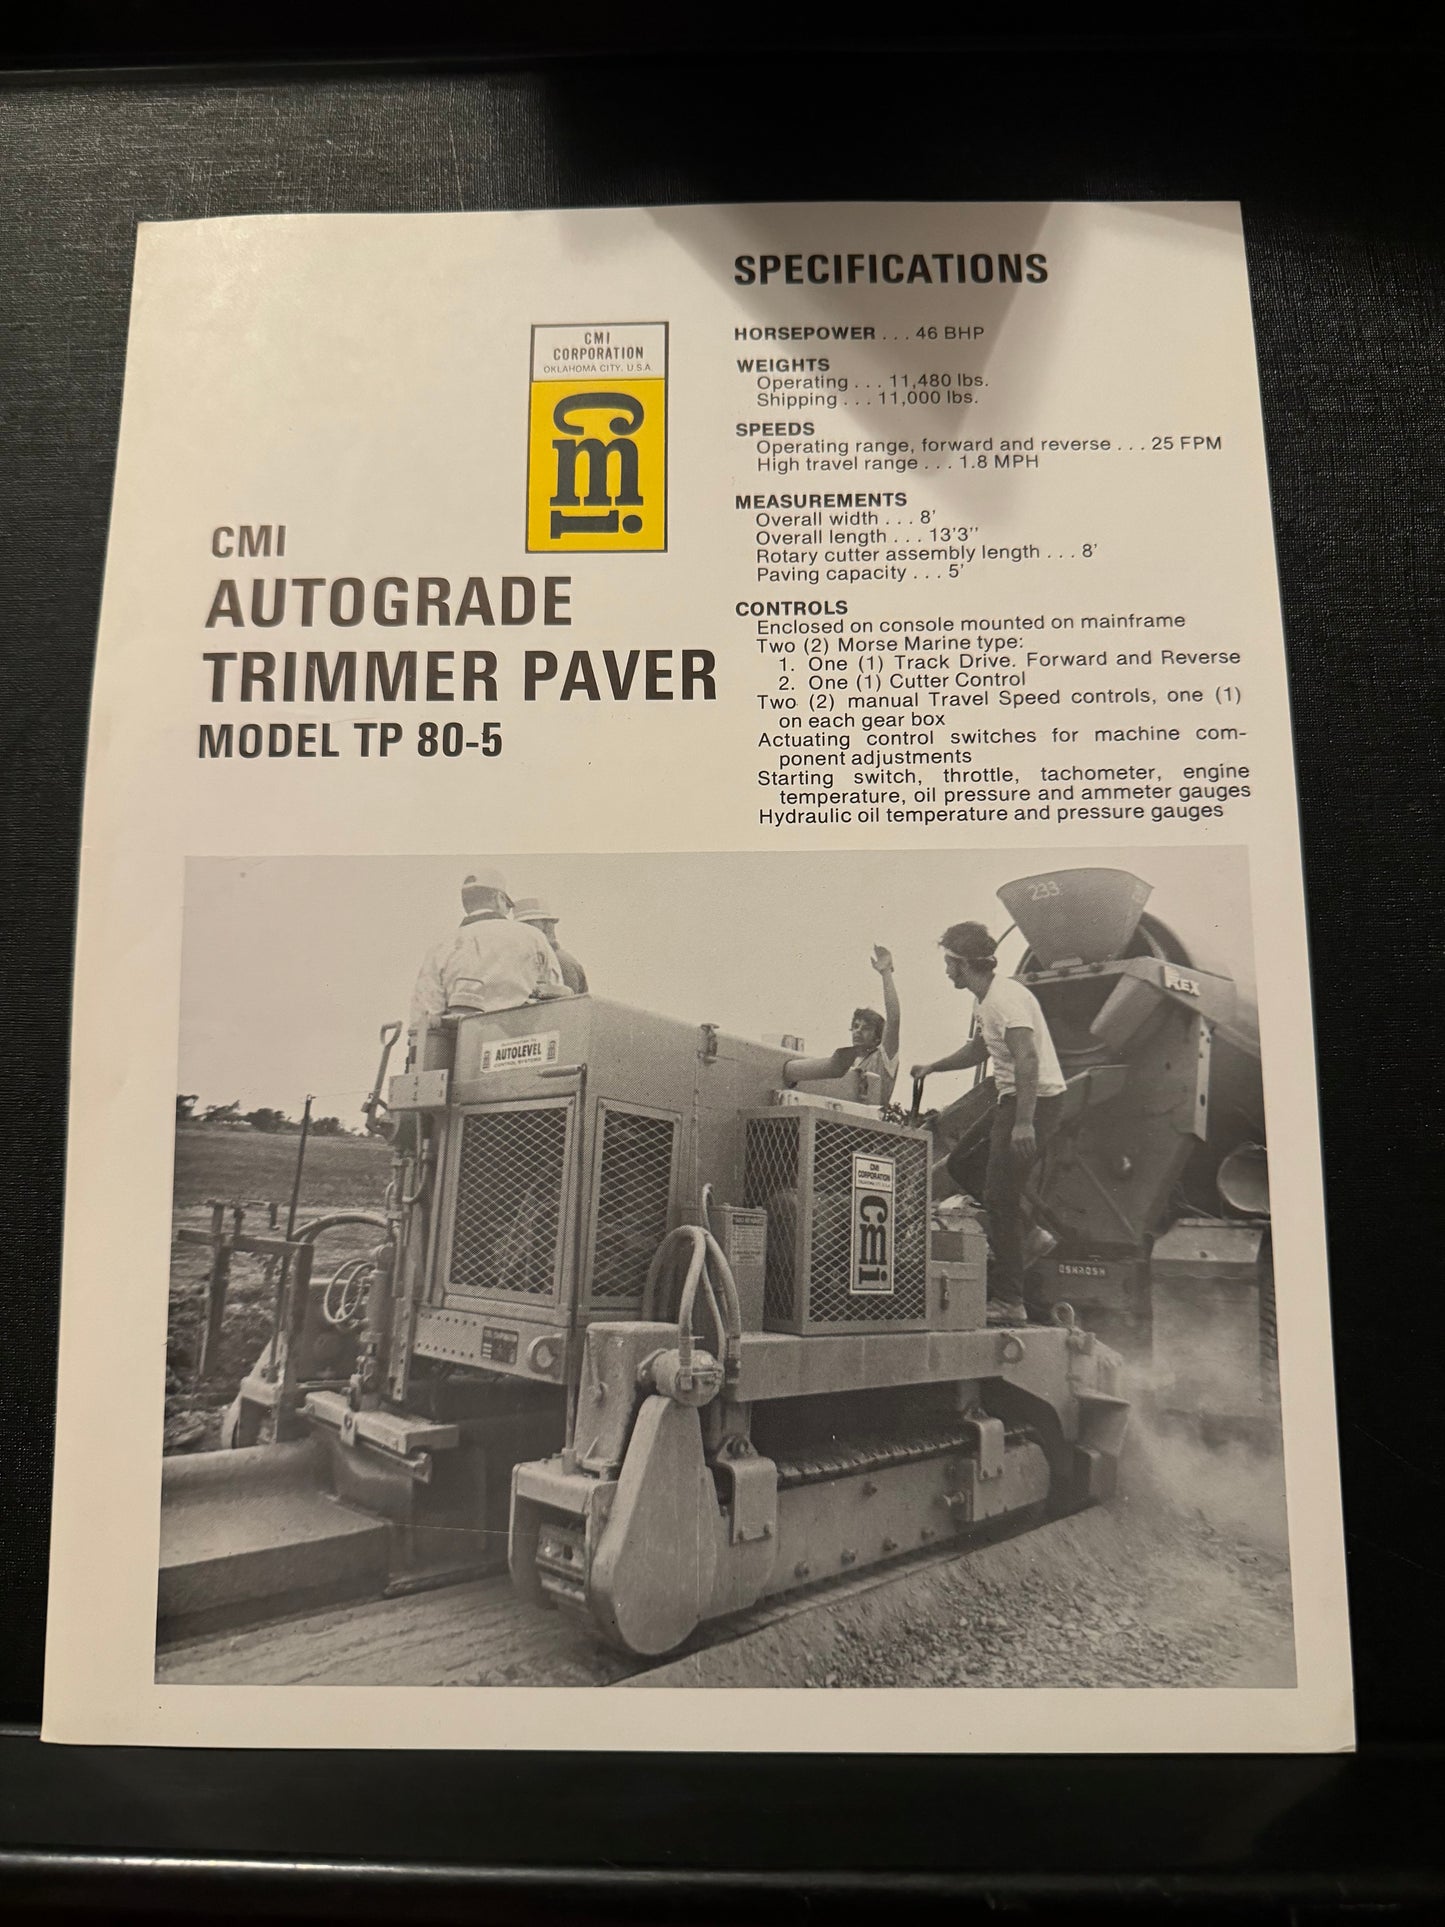 SPECIFICATIONS
HORSEPOWER . . . 46 BHP
WEIGHTS
Operating . . . 11,480 lbs.
Shipping . . . 11,000 lbs.
SPEEDS
Operating range, forward and reverse . . . 25 FPM
High travel range . . . 1.8 MPH
MEASUREMENTS
Overall width . . . 8'
Overall length . . . 13'3''
Rotary cutter assembly length . . . 8'
Paving capacity . . . 5'
CONTROLS
Enclosed on console mounted on mainframe
Two (2) Morse Marine type:
1. One (1) Track Drive. Forward and Reverse
2. One (1) Cutter Control
Two (2) manual Travel Speed controls, one (1)
on each gear box
Actuating control switches for machine com-
ponent adjustments
Starting switch, throttle, tachometer, engine
temperature, oil pressure and ammeter gauges
Hydraulic oil temperature and pressure gauges
CMI
CORPORATION
OKLAHOMA CITY, U.S.A.
cmi
CMI
AUTOGRADE
TRIMMER PAVER
MODEL TP 80-5
233
REX
AUTOLEVEL
CONTROL SYSTEMS
CMI
CORPORATION
OKLAHOMA CITY, U.S.A.
cmi
OSHKOSH